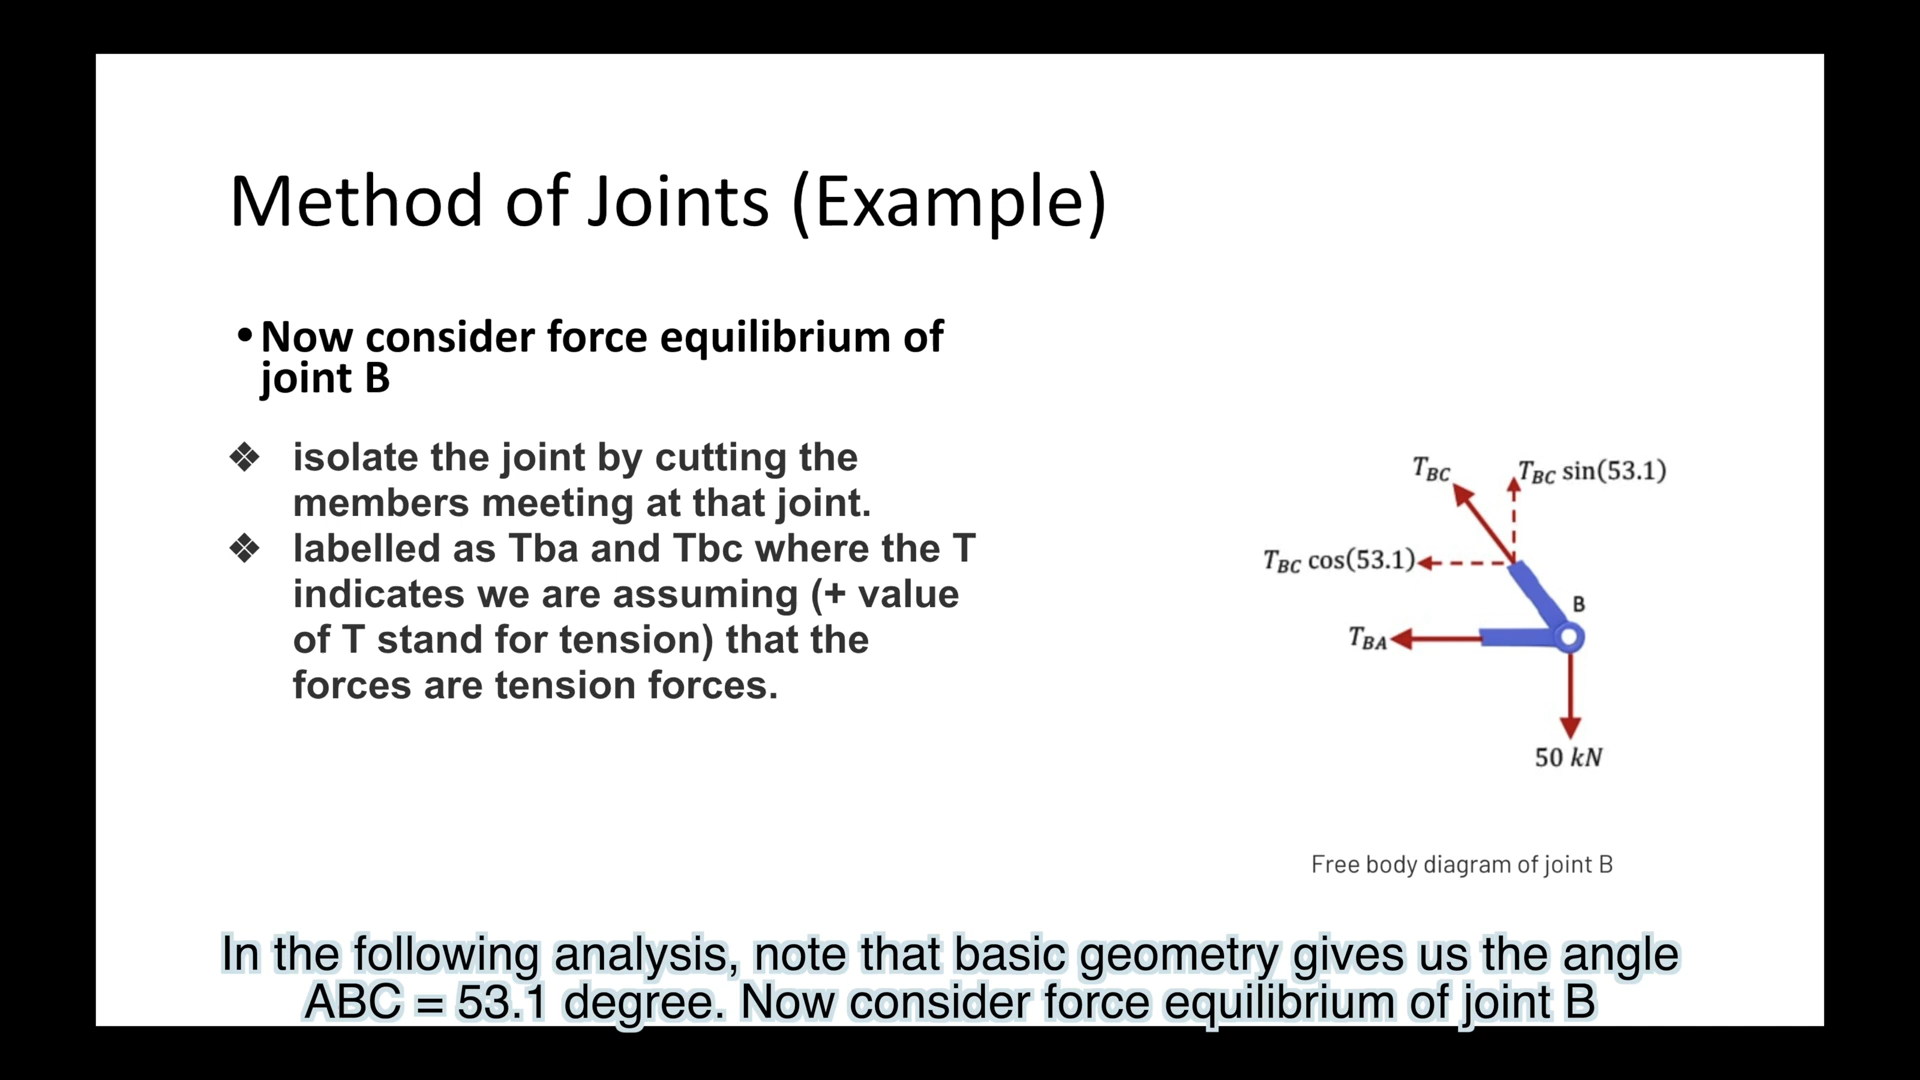 Method of Joints (Example)
•Now consider force equilibrium of
joint B
❖ isolate the joint by cutting the
members meeting at that joint.
❖ labelled as Tba and Tbc where the T
indicates we are assuming (+ value
of T stand for tension) that the
forces are tension forces.
T_BC
T_BC sin(53.1)
T_BC cos(53.1)
B
T_BA
50 kN
Free body diagram of joint B
In the following analysis, note that basic geometry gives us the angle
ABC = 53.1 degree. Now consider force equilibrium of joint B